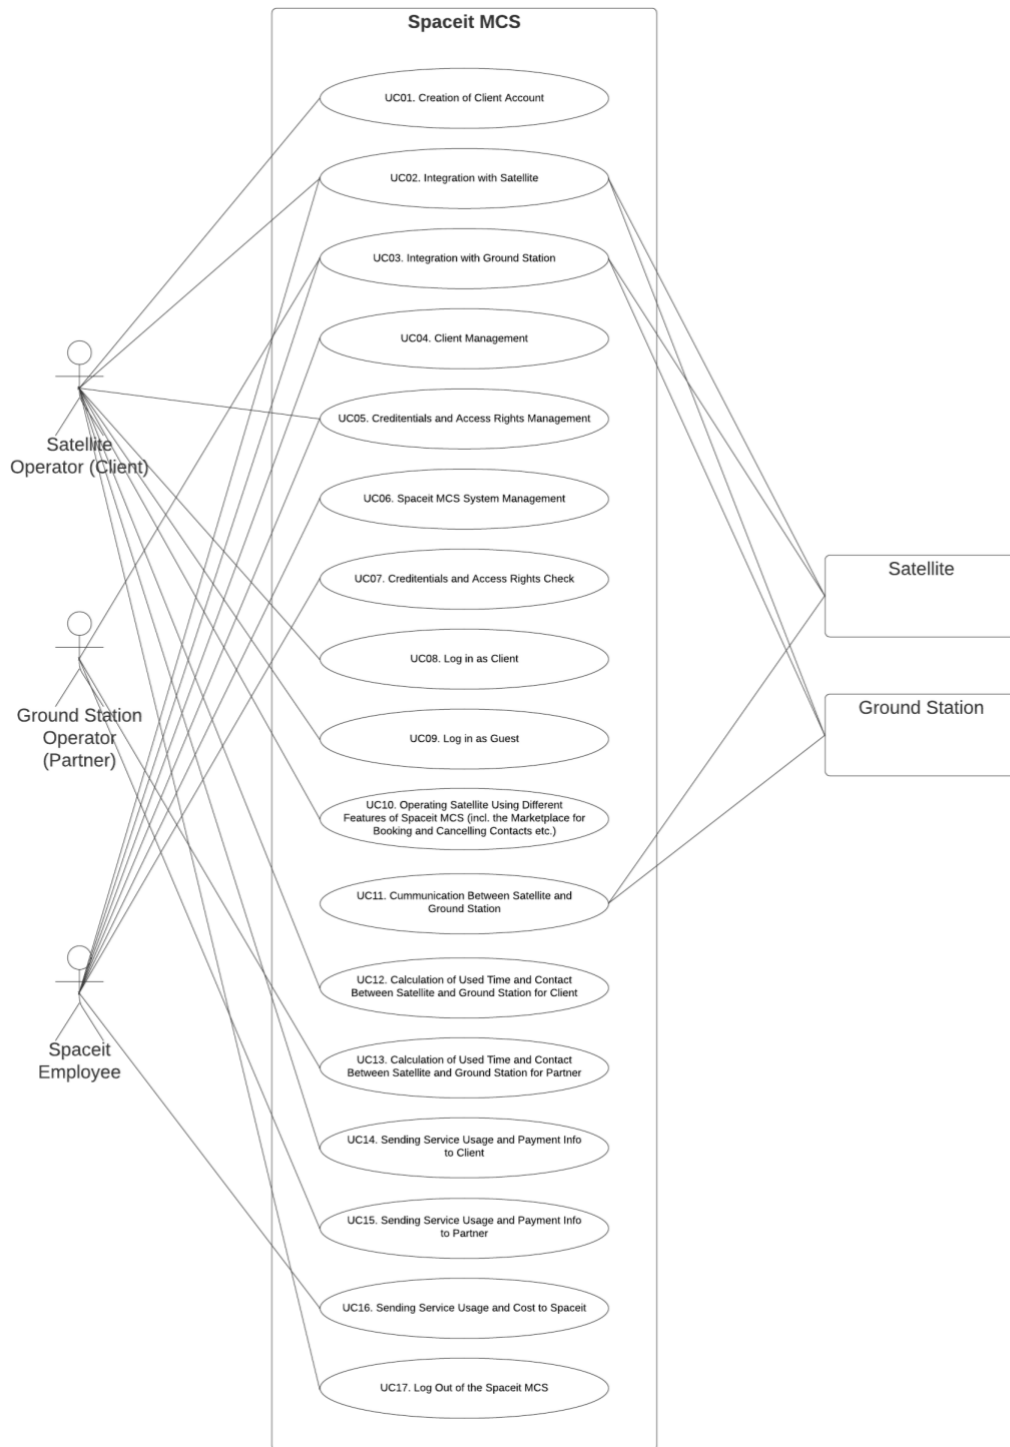 Spaceit MCS
UC01. Creation of Client Account
UC02. Integration with Satellite
UC03. Integration with Ground Station
UC04. Client Management
Satellite
Operator (Client)
UC05. Creditentials and Access Rights Management
UC06. Spaceit MCS System Management
UC07. Creditentials and Access Rights Check
Satellite
UC08. Log in as Client
Ground Station
Operator
(Partner)
Ground Station
UC09. Log in as Guest
UC10. Operating Satellite Using Different
Features of Spaceit MCS (incl. the Marketplace for
Booking and Cancelling Contacts etc.)
UC11. Cummunication Between Satellite and
Ground Station
UC12. Calculation of Used Time and Contact
Between Satellite and Ground Station for Client
Spaceit
Employee
UC13. Calculation of Used Time and Contact
Between Satellite and Ground Station for Partner
UC14. Sending Service Usage and Payment Info
to Client
UC15. Sending Service Usage and Payment Info
to Partner
UC16. Sending Service Usage and Cost to Spaceit
UC17. Log Out of the Spaceit MCS